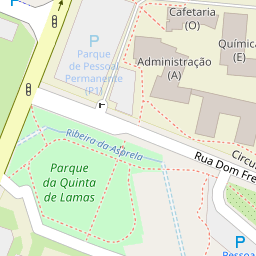 P
Cafetaria
(O)
Química
(E)
P
Parque
de Pessoal
Permanente
(P1)
Administração
(A)
Ribeira da Asprela
Rua Dom Fre
Circu
Parque
da Quinta
de Lamas
P
Pessoa